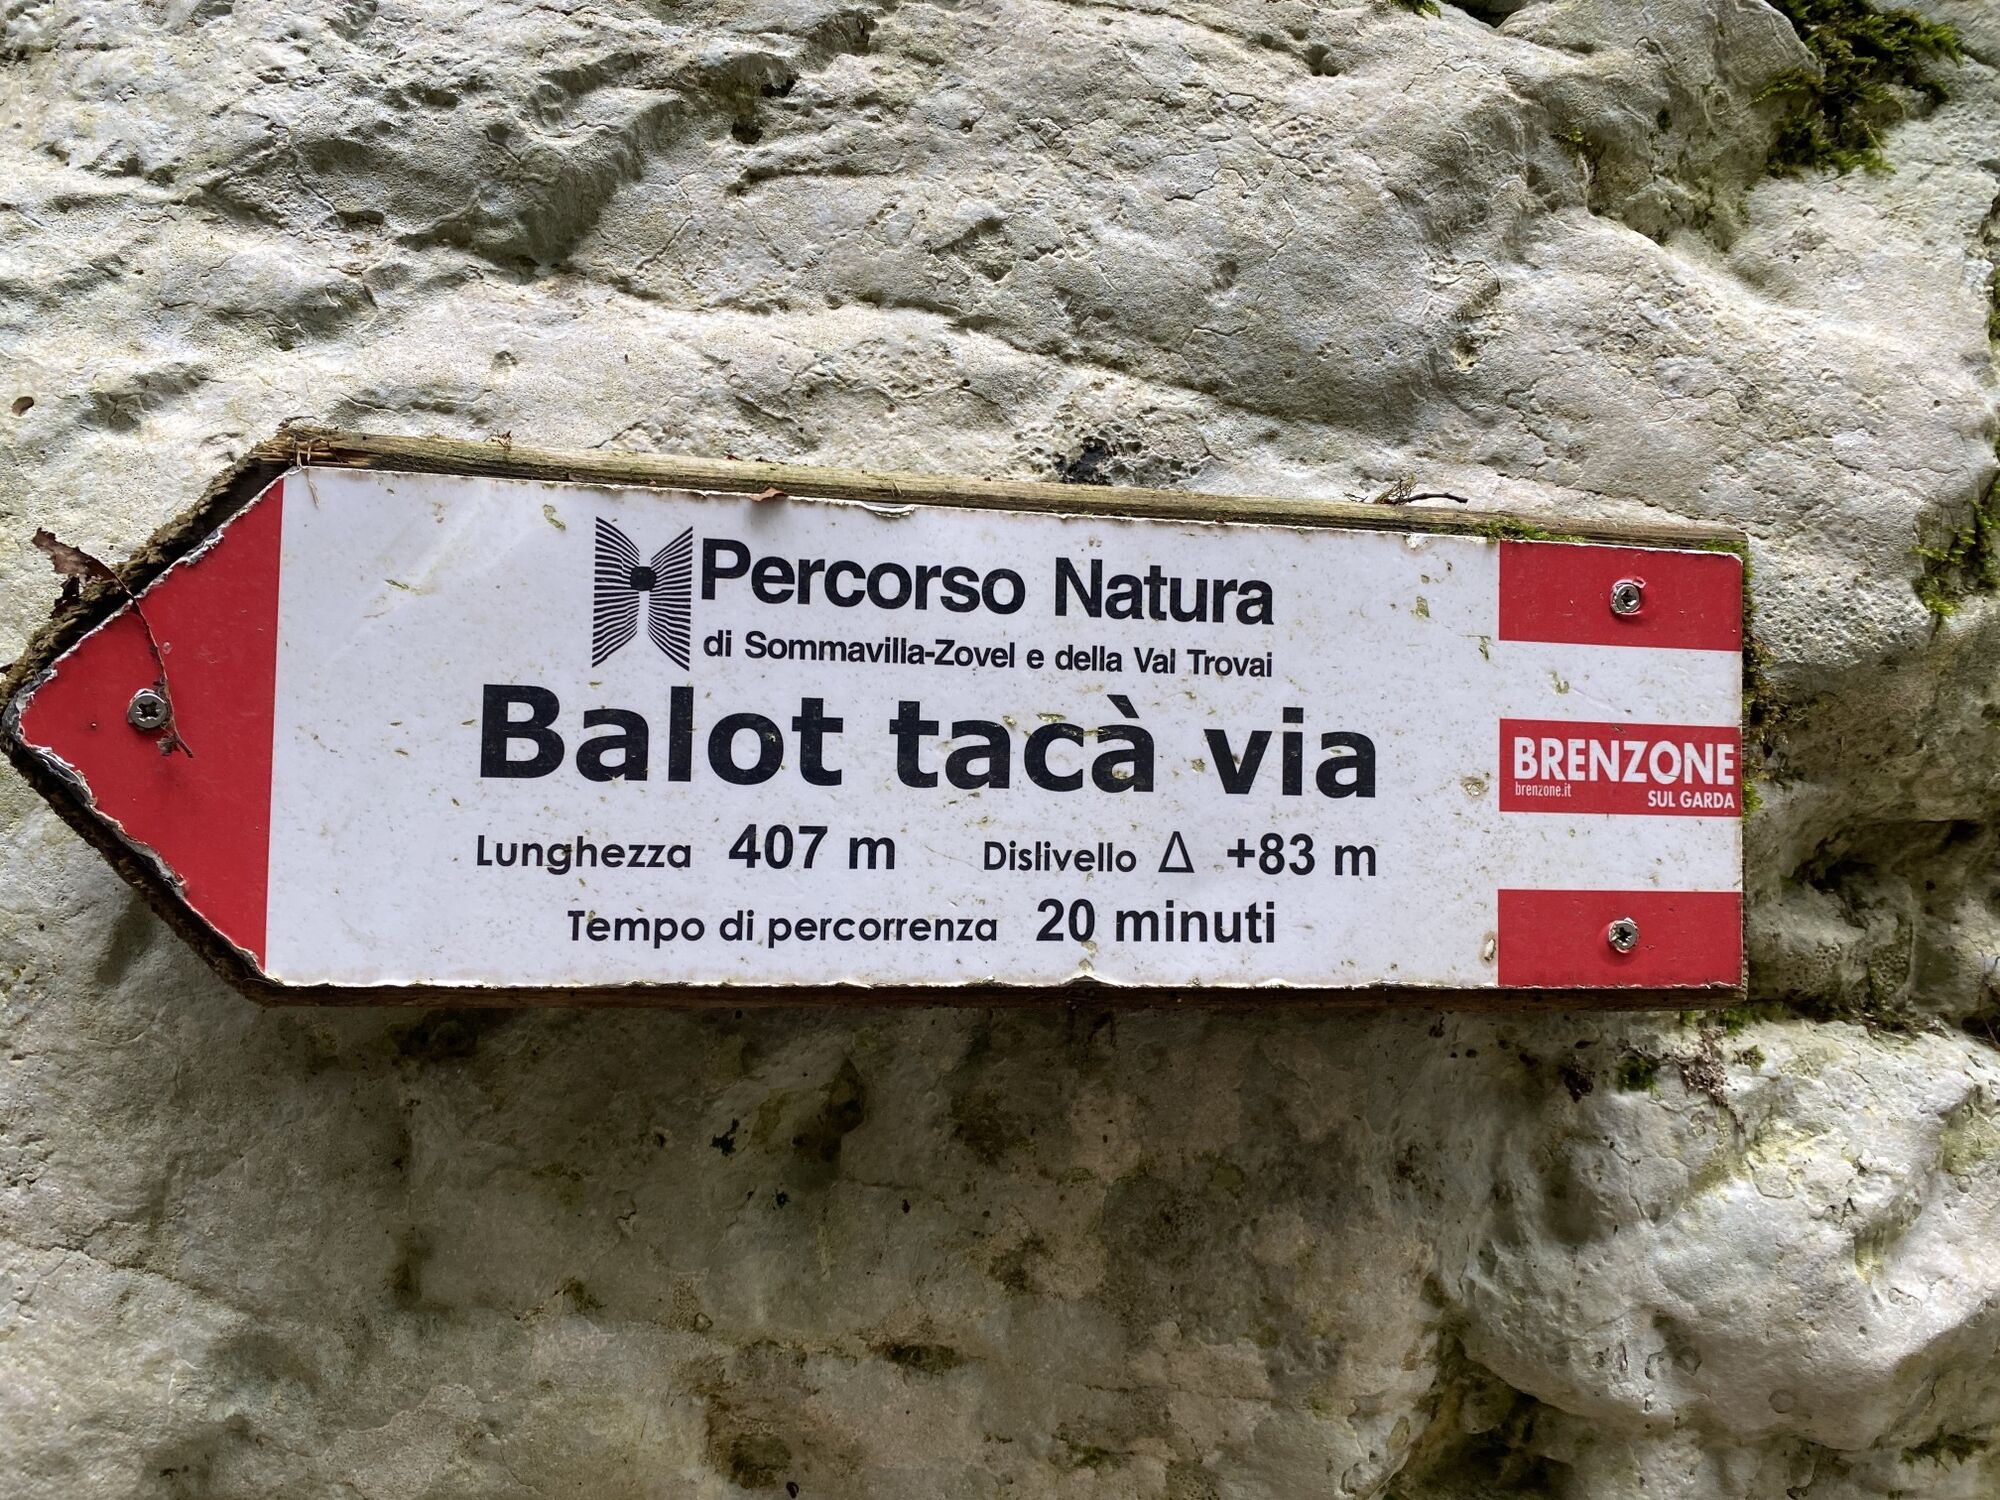 Percorso Natura
di Sommavilla-Zovel e della Val Trovai
Balot tacà via
Lunghezza 407 m Dislivello Δ +83 m
Tempo di percorrenza 20 minuti
BRENZONE
brenzone.it
SUL GARDA